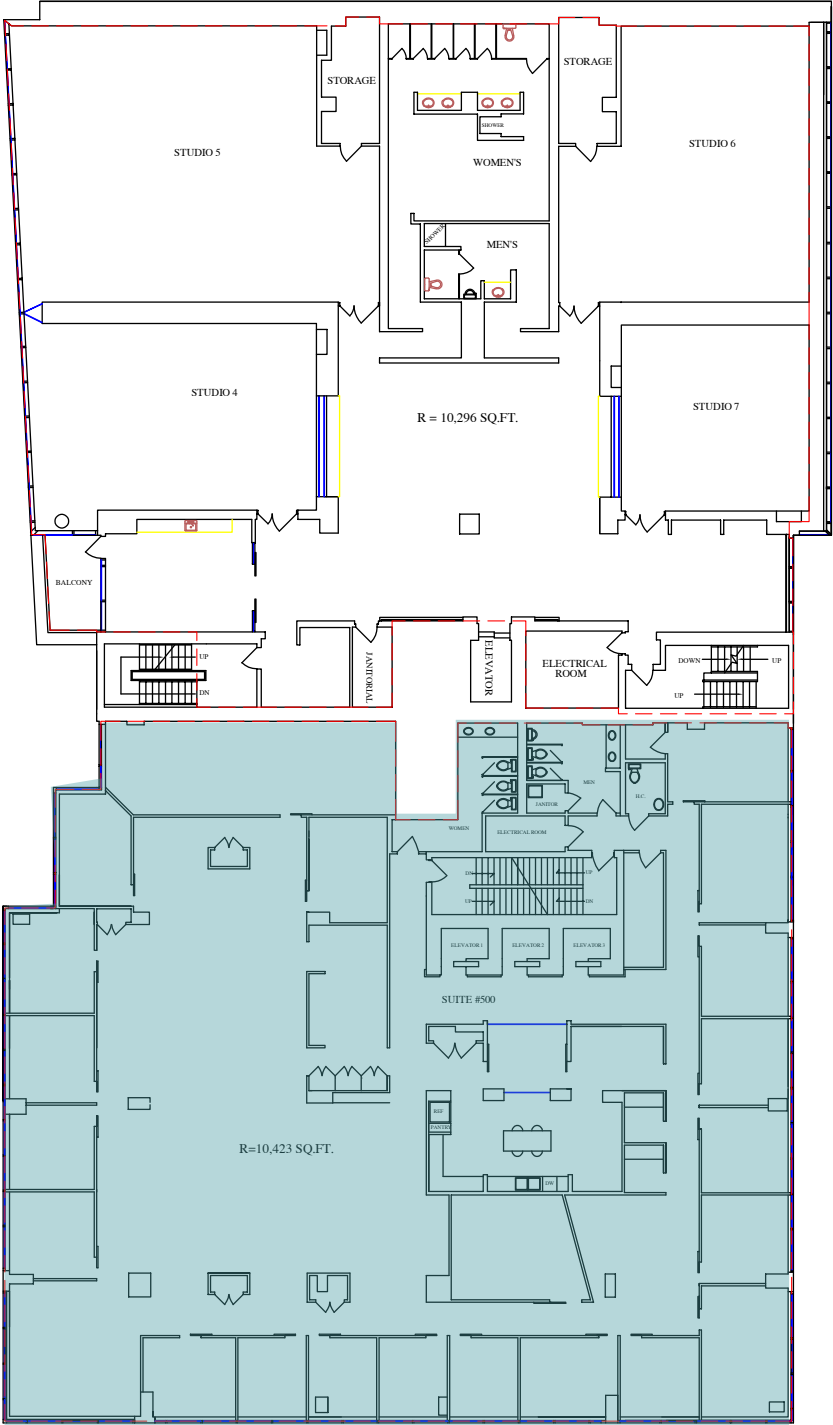 STORAGE
STORAGE
STUDIO 5
SHOWER
STUDIO 6
WOMEN'S
SHOWER
MEN'S
STUDIO 4
STUDIO 7
R = 10,296 SQ.FT.
BALCONY
UP
DN
JANITORIAL
ELEVATOR
ELECTRICAL
ROOM
DOWN
UP
UP
MEN
H.C.
JANITOR
WOMEN
ELECTRICAL ROOM
DN
UP
UP
DN
ELEVATOR 1
ELEVATOR 2
ELEVATOR 3
SUITE #500
REF
PANTRY
R=10,423 SQ.FT.
DW